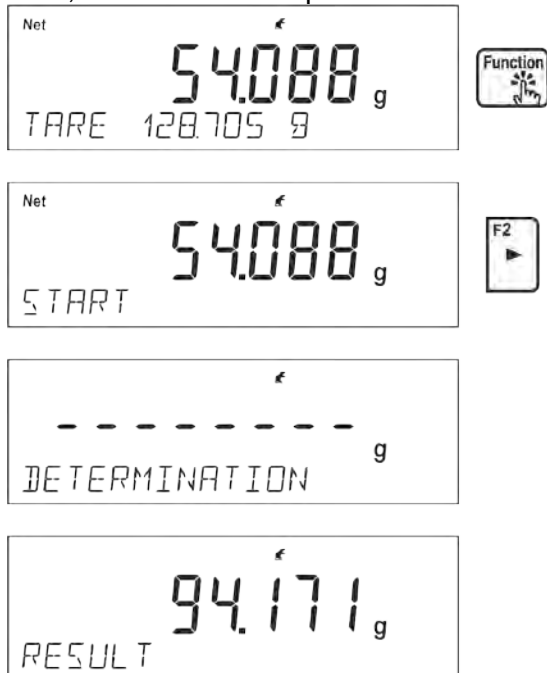 Net
54.088 g
TARE 128.705 g
Function
Net
54.088 g
START
F2
--------
g
DETERMINATION
94.171 g
RESULT